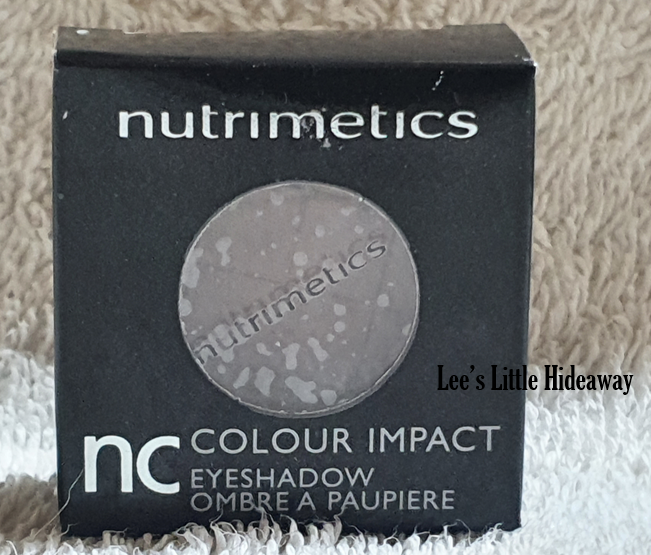 nutrimetics
nutrimetics
Lee's Little Hideaway
nc COLOUR IMPACT
EYESHADOW
OMBRE A PAUPIERE